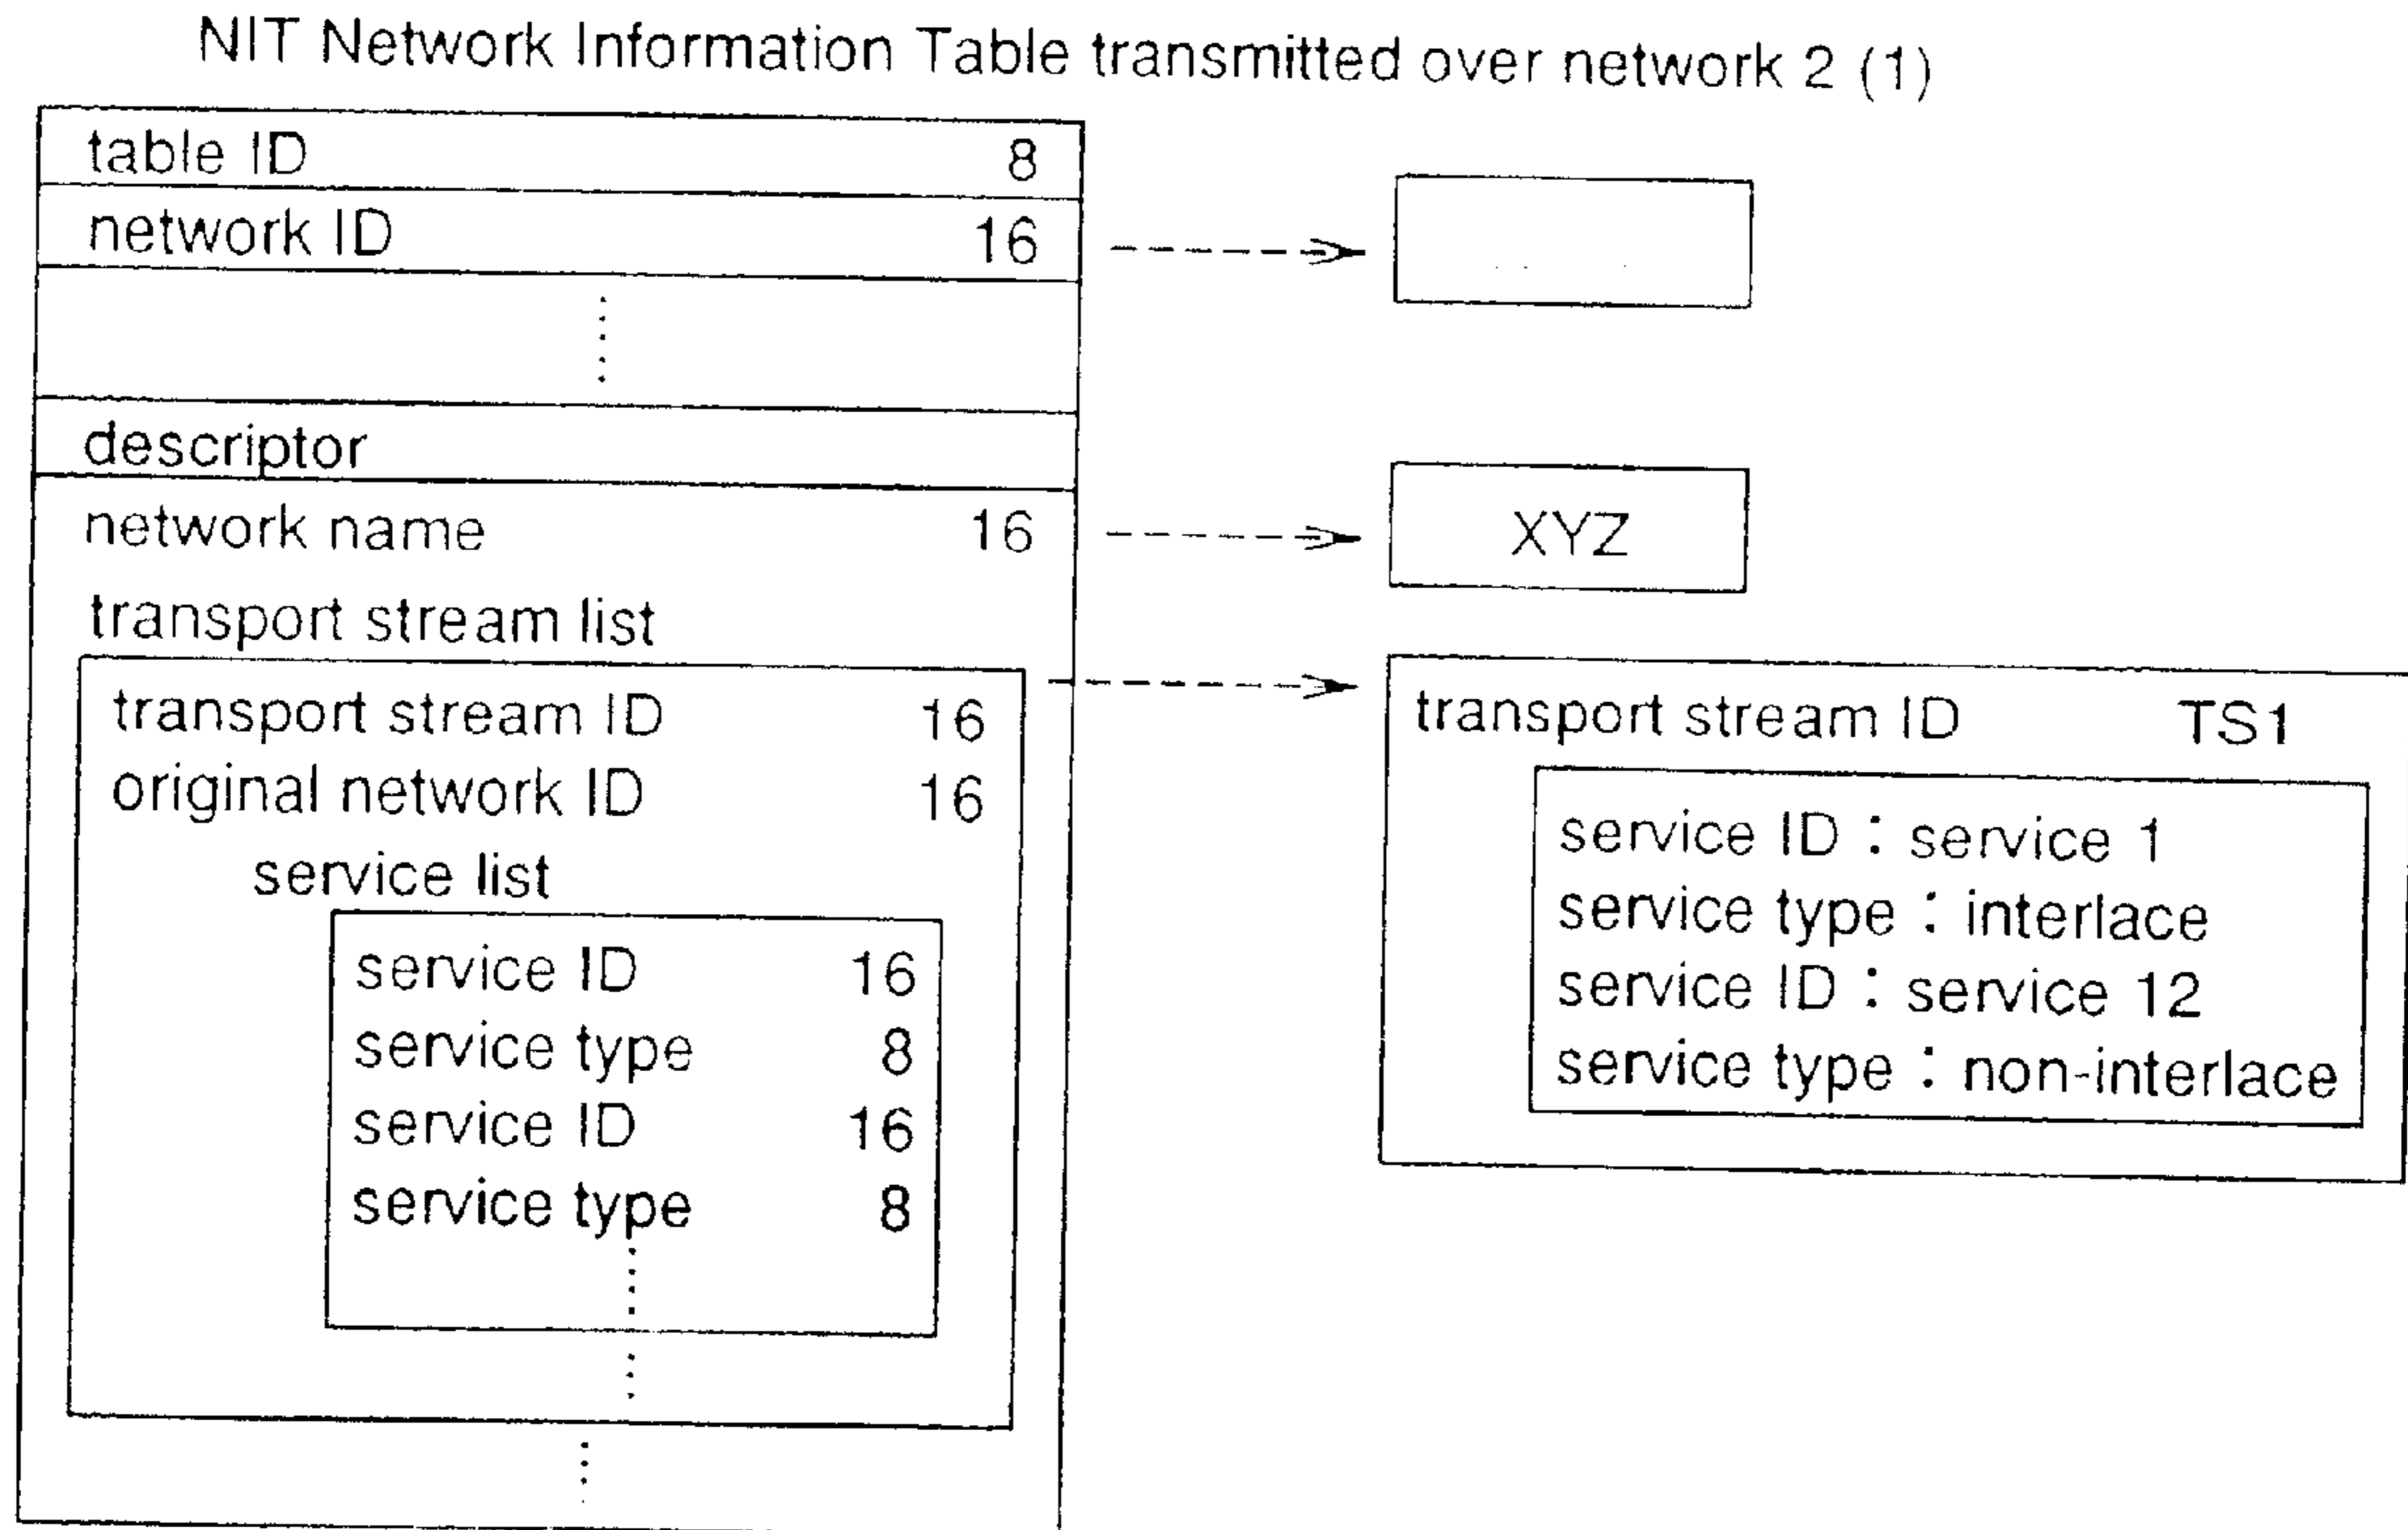 NIT Network Information Table transmitted over network 2 (1)
table ID 8
network ID 16
descriptor
network name 16
XYZ
transport stream list
transport stream ID 16
original network ID 16
service list
service ID 16
service type 8
service ID 16
service type 8
transport stream ID TS1
service ID : service 1
service type : interlace
service ID : service 12
service type : non-interlace